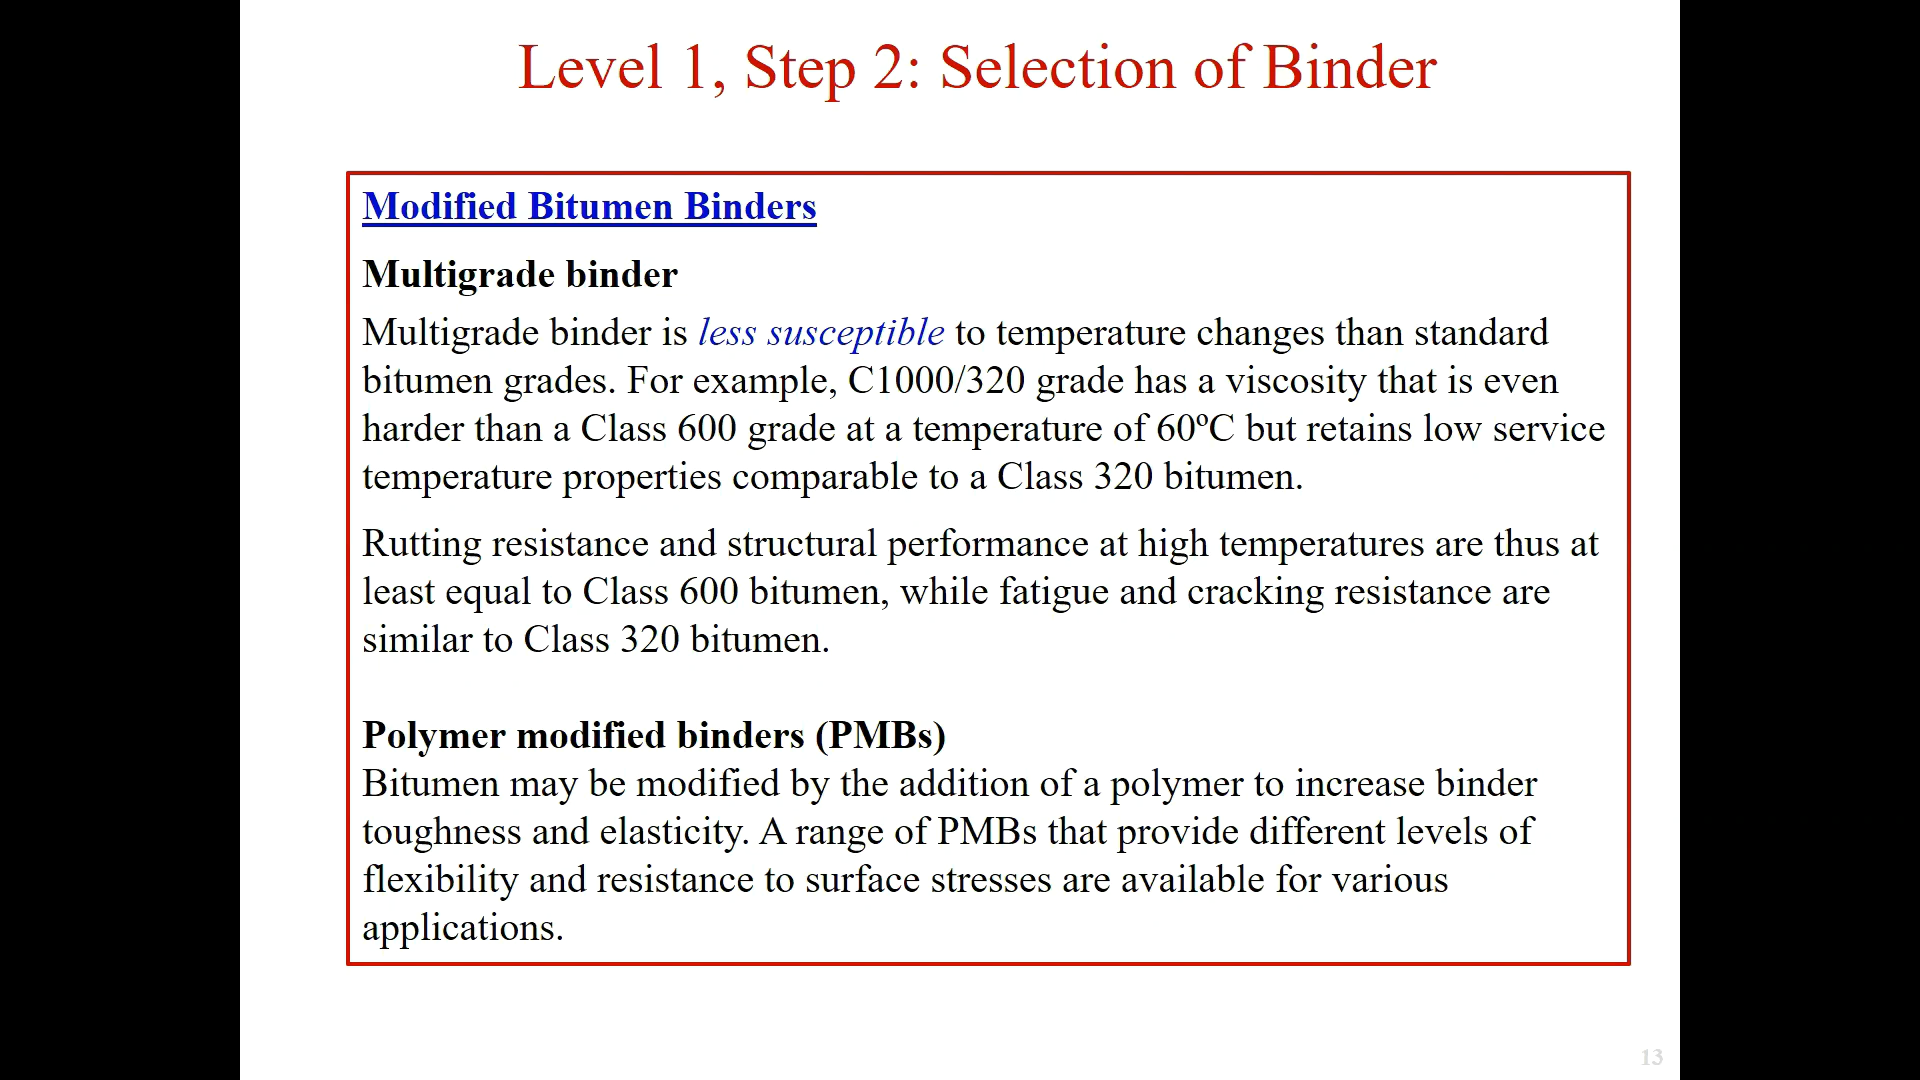 Level 1, Step 2: Selection of Binder
Modified Bitumen Binders
Multigrade binder
Multigrade binder is less susceptible to temperature changes than standard
bitumen grades. For example, C1000/320 grade has a viscosity that is even
harder than a Class 600 grade at a temperature of 60ºC but retains low service
temperature properties comparable to a Class 320 bitumen.
Rutting resistance and structural performance at high temperatures are thus at
least equal to Class 600 bitumen, while fatigue and cracking resistance are
similar to Class 320 bitumen.
Polymer modified binders (PMBs)
Bitumen may be modified by the addition of a polymer to increase binder
toughness and elasticity. A range of PMBs that provide different levels of
flexibility and resistance to surface stresses are available for various
applications.
13